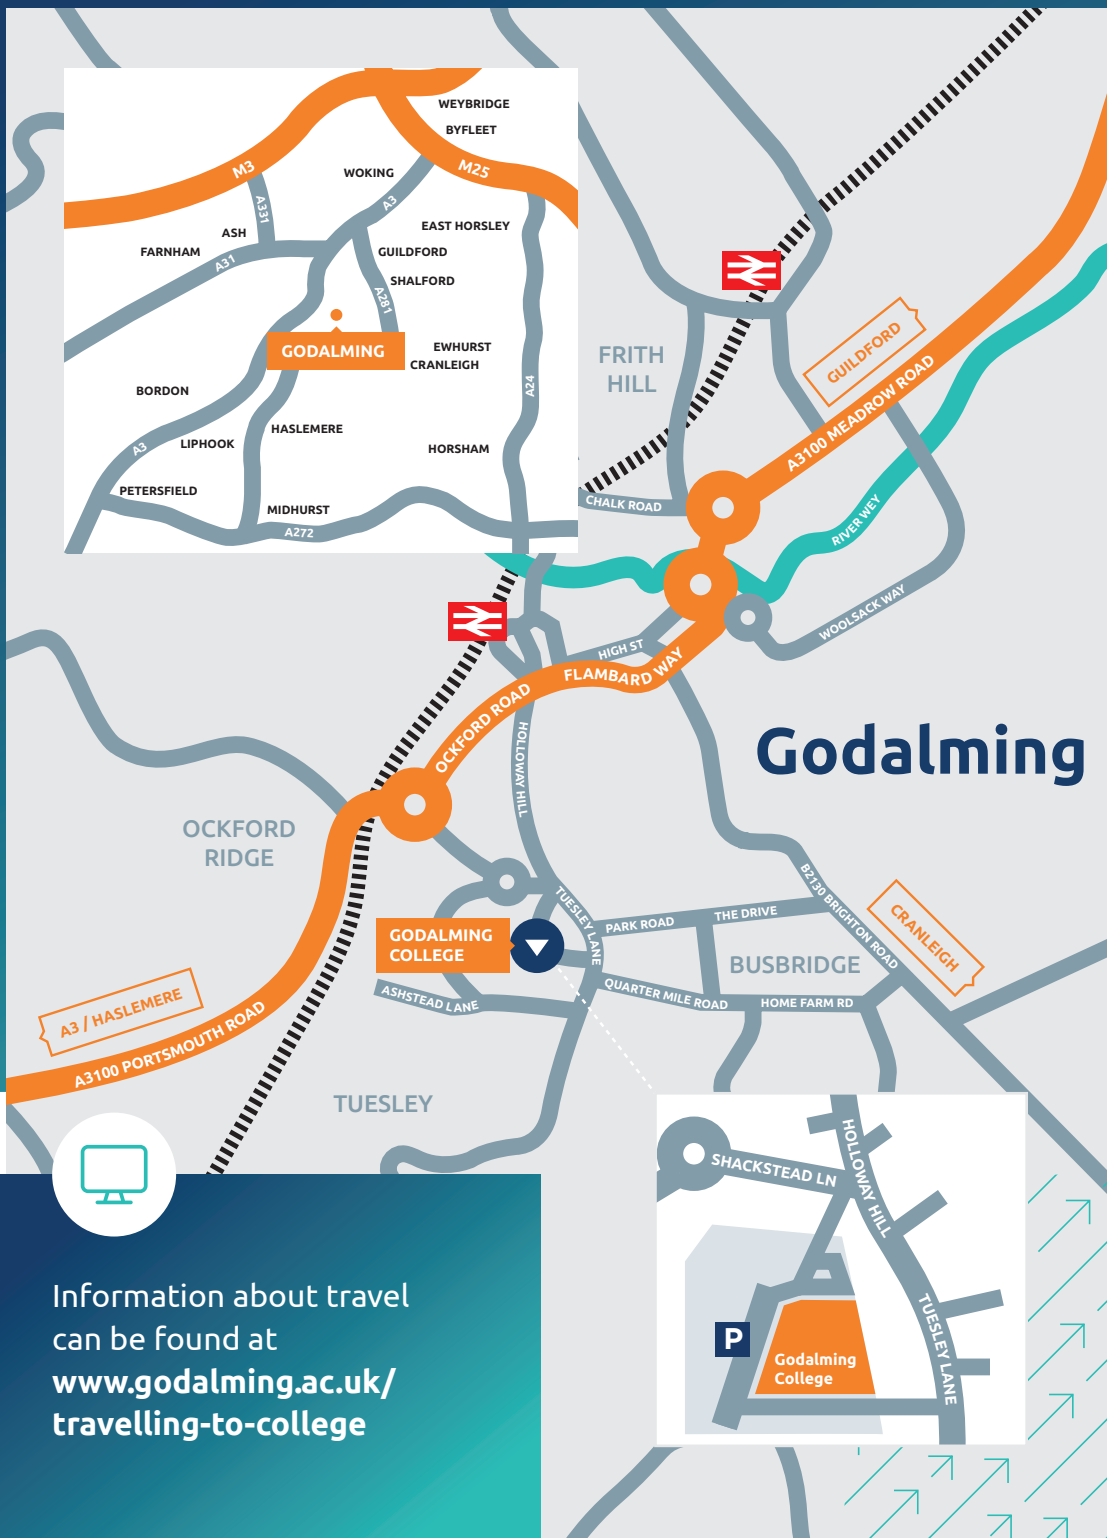 WEYBRIDGE
BYFLEET
M3
M25
WOKING
A331
A3
ASH
EAST HORSLEY
FARNHAM
A31
GUILDFORD
SHALFORD
A281
GODALMING
EWHURST
CRANLEIGH
A24
BORDON
HASLEMERE
LIPHOOK
A3
HORSHAM
PETERSFIELD
MIDHURST
A272
FRITH
HILL
GUILDFORD
A3100 MEADROW ROAD
CHALK ROAD
RIVER WEY
WOOLSACK WAY
HIGH ST
FLAMBARD WAY
OCKFORD ROAD
HOLLOWAY HILL
Godalming
OCKFORD
RIDGE
B2130 BRIGHTON ROAD
CRANLEIGH
TUESLEY LANE
PARK ROAD
THE DRIVE
GODALMING
COLLEGE
BUSBRIDGE
ASHSTEAD LANE
QUARTER MILE ROAD
HOME FARM RD
A3 / HASLEMERE
A3100 PORTSMOUTH ROAD
TUESLEY
SHACKSTEAD LN
HOLLOWAY HILL
TUESLEY LANE
P
Godalming
College
Information about travel
can be found at
www.godalming.ac.uk/
travelling-to-college